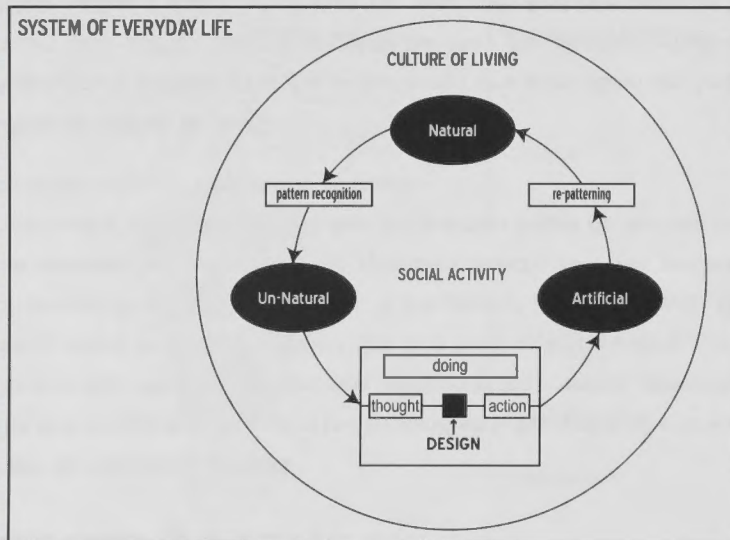 SYSTEM OF EVERYDAY LIFE
CULTURE OF LIVING
Natural
pattern recognition
re-patterning
SOCIAL ACTIVITY
Un-Natural
Artificial
doing
thought
action
DESIGN